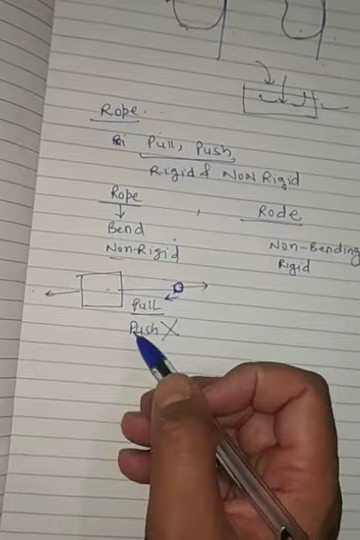 Rope.
Pull, Push,
Rigid & Non Rigid
Rope , Rode
Bend
Non-Rigid
Non-Bending
Rigid
Pull
Push X